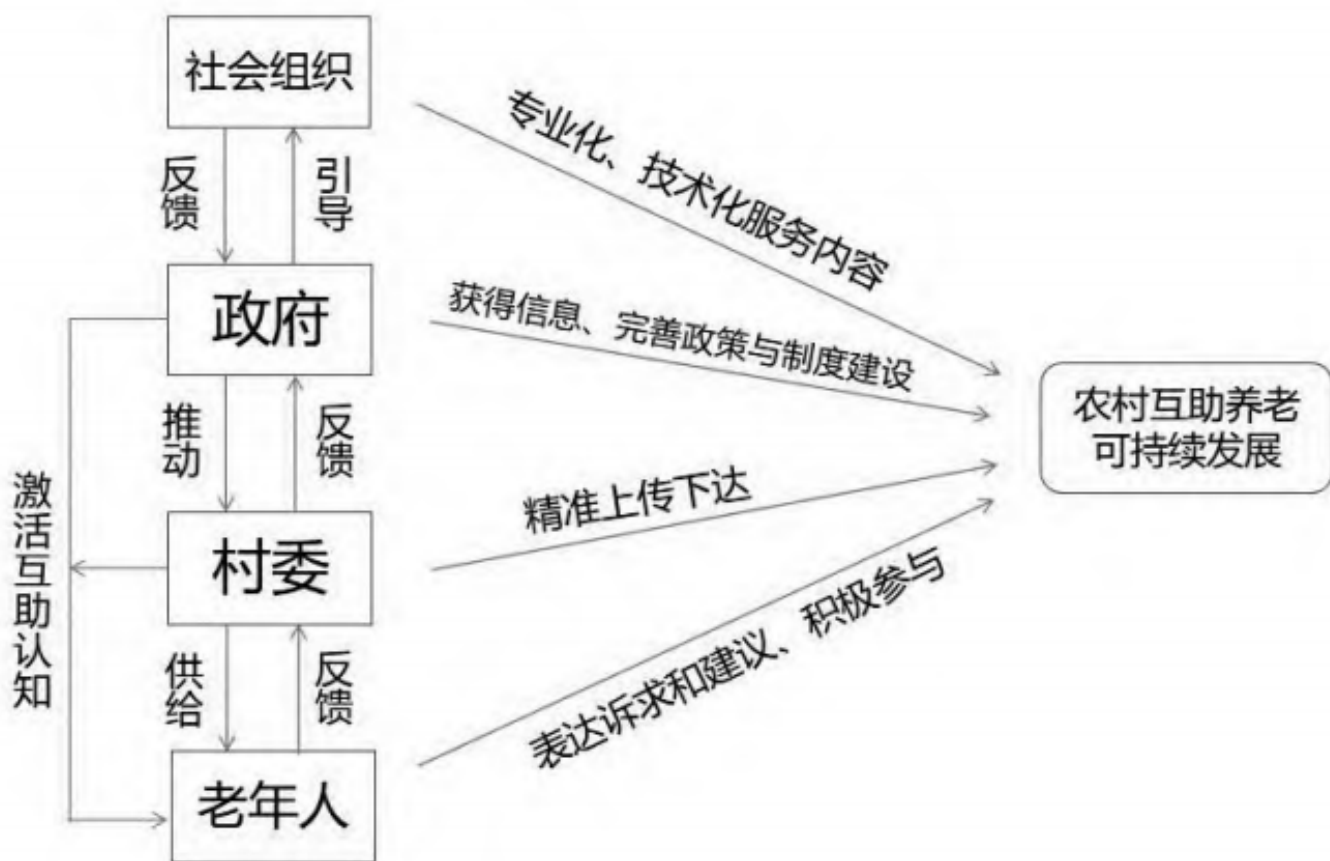 社会组织
反馈
引导
专业化、技术化服务内容
政府
获得信息、完善政策与制度建设
推动
反馈
农村互助养老
可持续发展
激活互助认知
村委
精准上传下达
供给
反馈
表达诉求和建议、积极参与
老年人